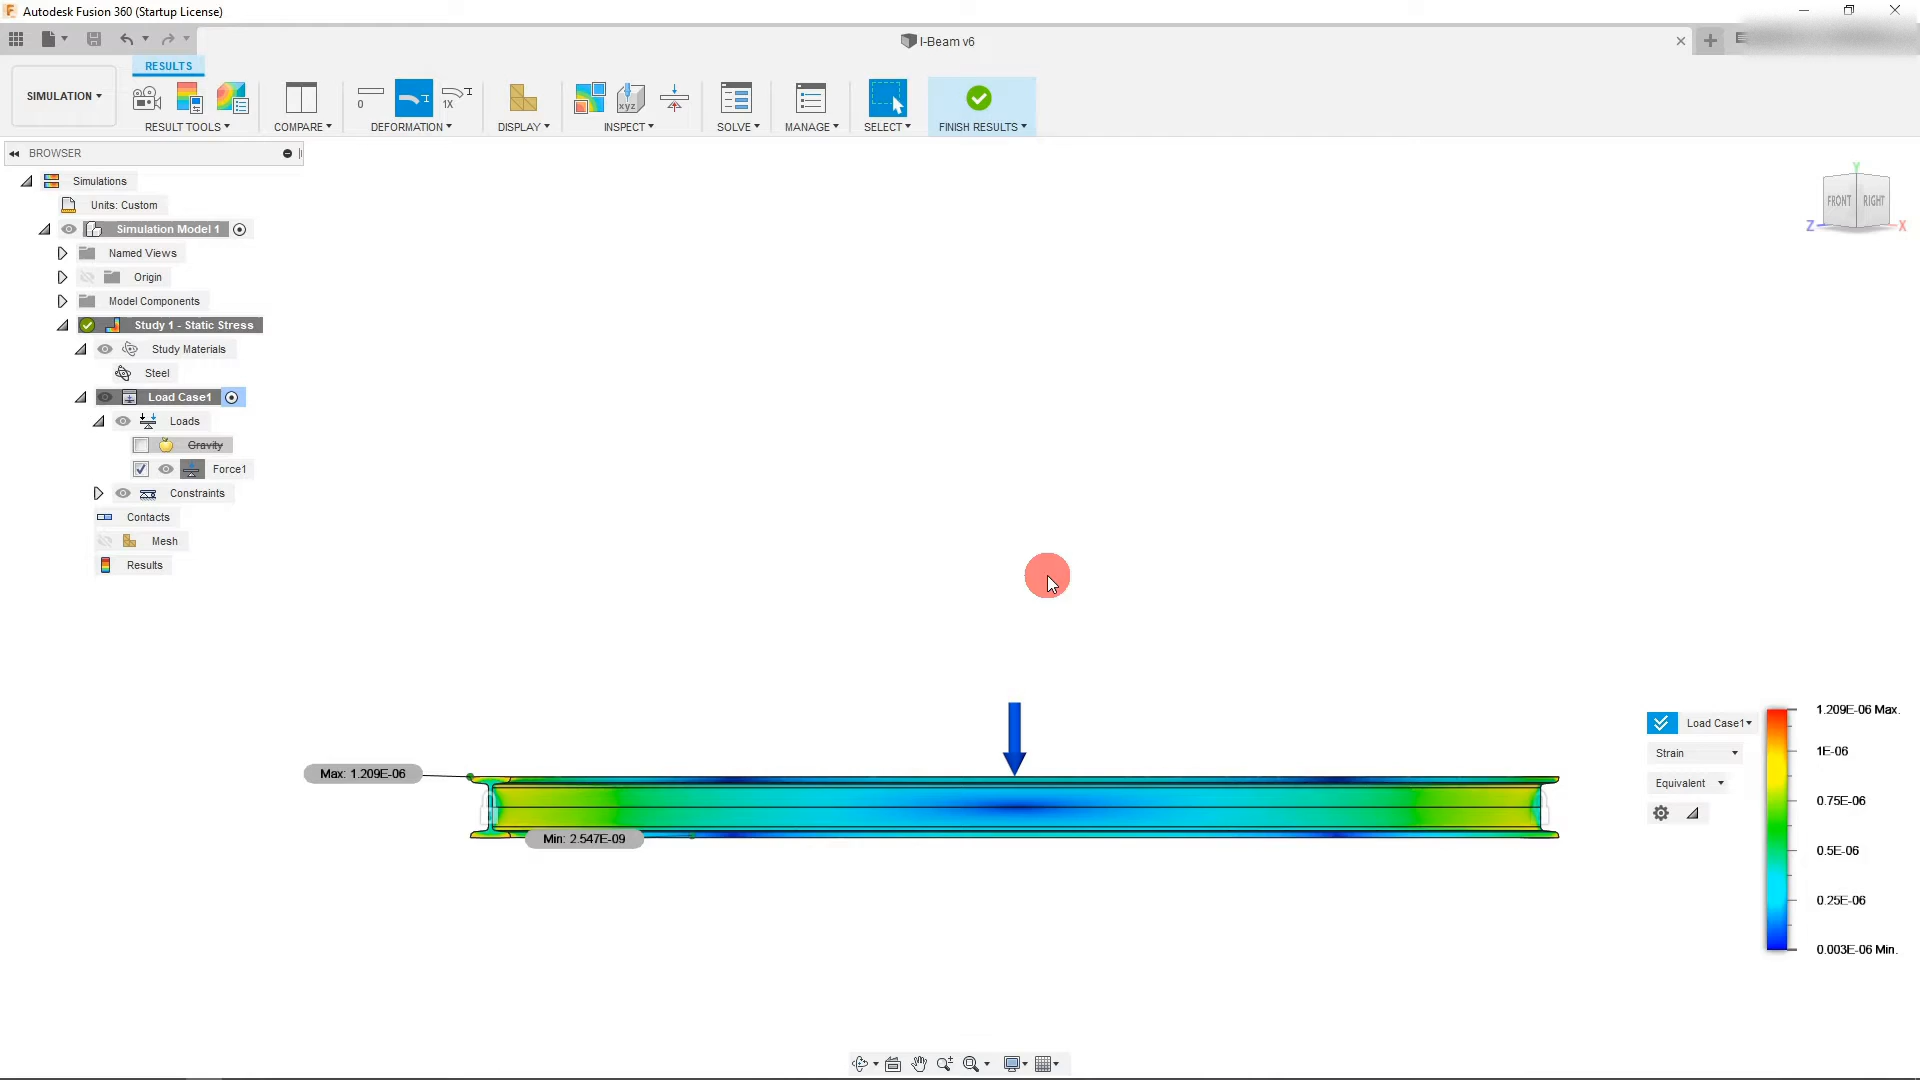 Autodesk Fusion 360 (Startup License)
I-Beam v6
RESULTS
SIMULATION
0
1X
xyz
RESULT TOOLS
COMPARE
DEFORMATION
DISPLAY
INSPECT
SOLVE
MANAGE
SELECT
FINISH RESULTS
BROWSER
Simulations
Units: Custom
Simulation Model 1
Named Views
Origin
Model Components
Study 1 - Static Stress
Study Materials
Steel
Load Case1
Loads
Gravity
Force1
Constraints
Contacts
Mesh
Results
Y
FRONT
RIGHT
Z
X
Max: 1.209E-06
Min: 2.547E-09
Load Case1
Strain
Equivalent
1.209E-06 Max.
1E-06
0.75E-06
0.5E-06
0.25E-06
0.003E-06 Min.